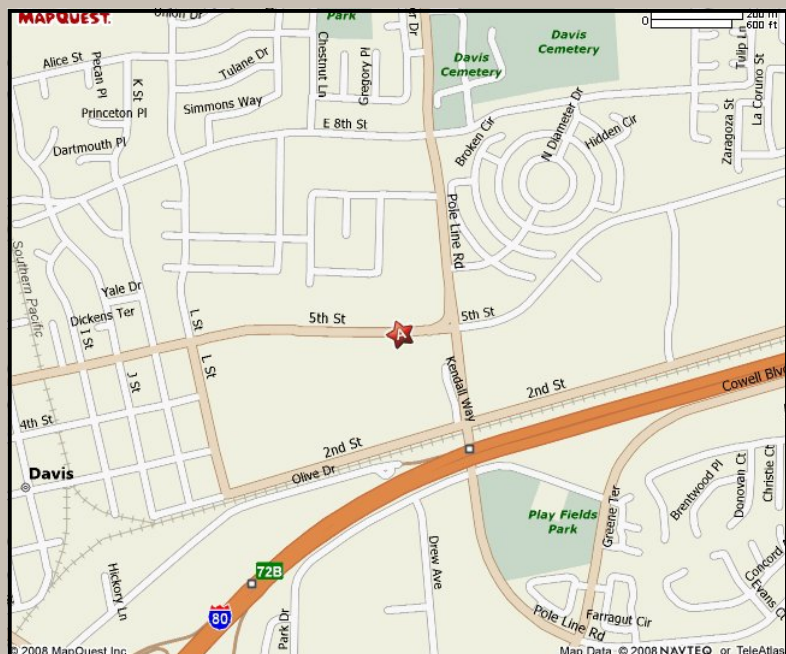 MAPQUEST.
Union Dr
Park
Davis
Cemetery
Davis
Cemetery
0
200 m
600 ft
Alice St
Pecan Pl
K St
Tulane Dr
Chestnut Ln
Gregory Pl
Tulip Ln
La Coruno St
Zaragoza St
Princeton Pl
Simmons Way
E 8th St
Dartmouth Pl
Broken Cir
N Diameter Dr
Hidden Cir
Pole Line Rd
Southern Pacific
Yale Dr
Dickens Ter
I St
J St
L St
L St
5th St
A
5th St
Kendall Way
2nd St
Cowell Blv
4th St
2nd St
Olive Dr
Davis
Brentwood Pl
Donovan Ct
Christie Ct
Greene Ter
Play Fields
Park
Drew Ave
Hickory Ln
72B
80
Park Dr
Concord A
Evans Ct
Farragut Cir
Pole Line Rd
© 2008 MapQuest Inc
Map Data © 2008 NAVTEQ or TeleAtlas